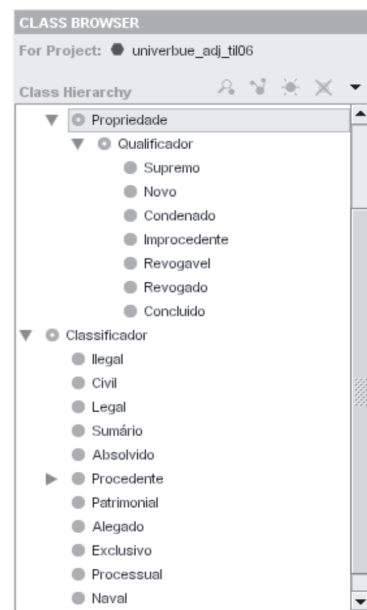 CLASS BROWSER
For Project: univerbue_adj_til06
Class Hierarchy
Propriedade
Qualificador
Supremo
Novo
Condenado
Improcedente
Revogavel
Revogado
Concluido
Classificador
Ilegal
Civil
Legal
Sumário
Absolvido
Procedente
Patrimonial
Alegado
Exclusivo
Processual
Naval